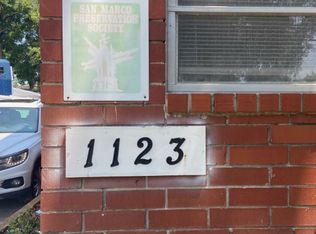 SAN MARCO
PRESERVATION
SOCIETY
1123